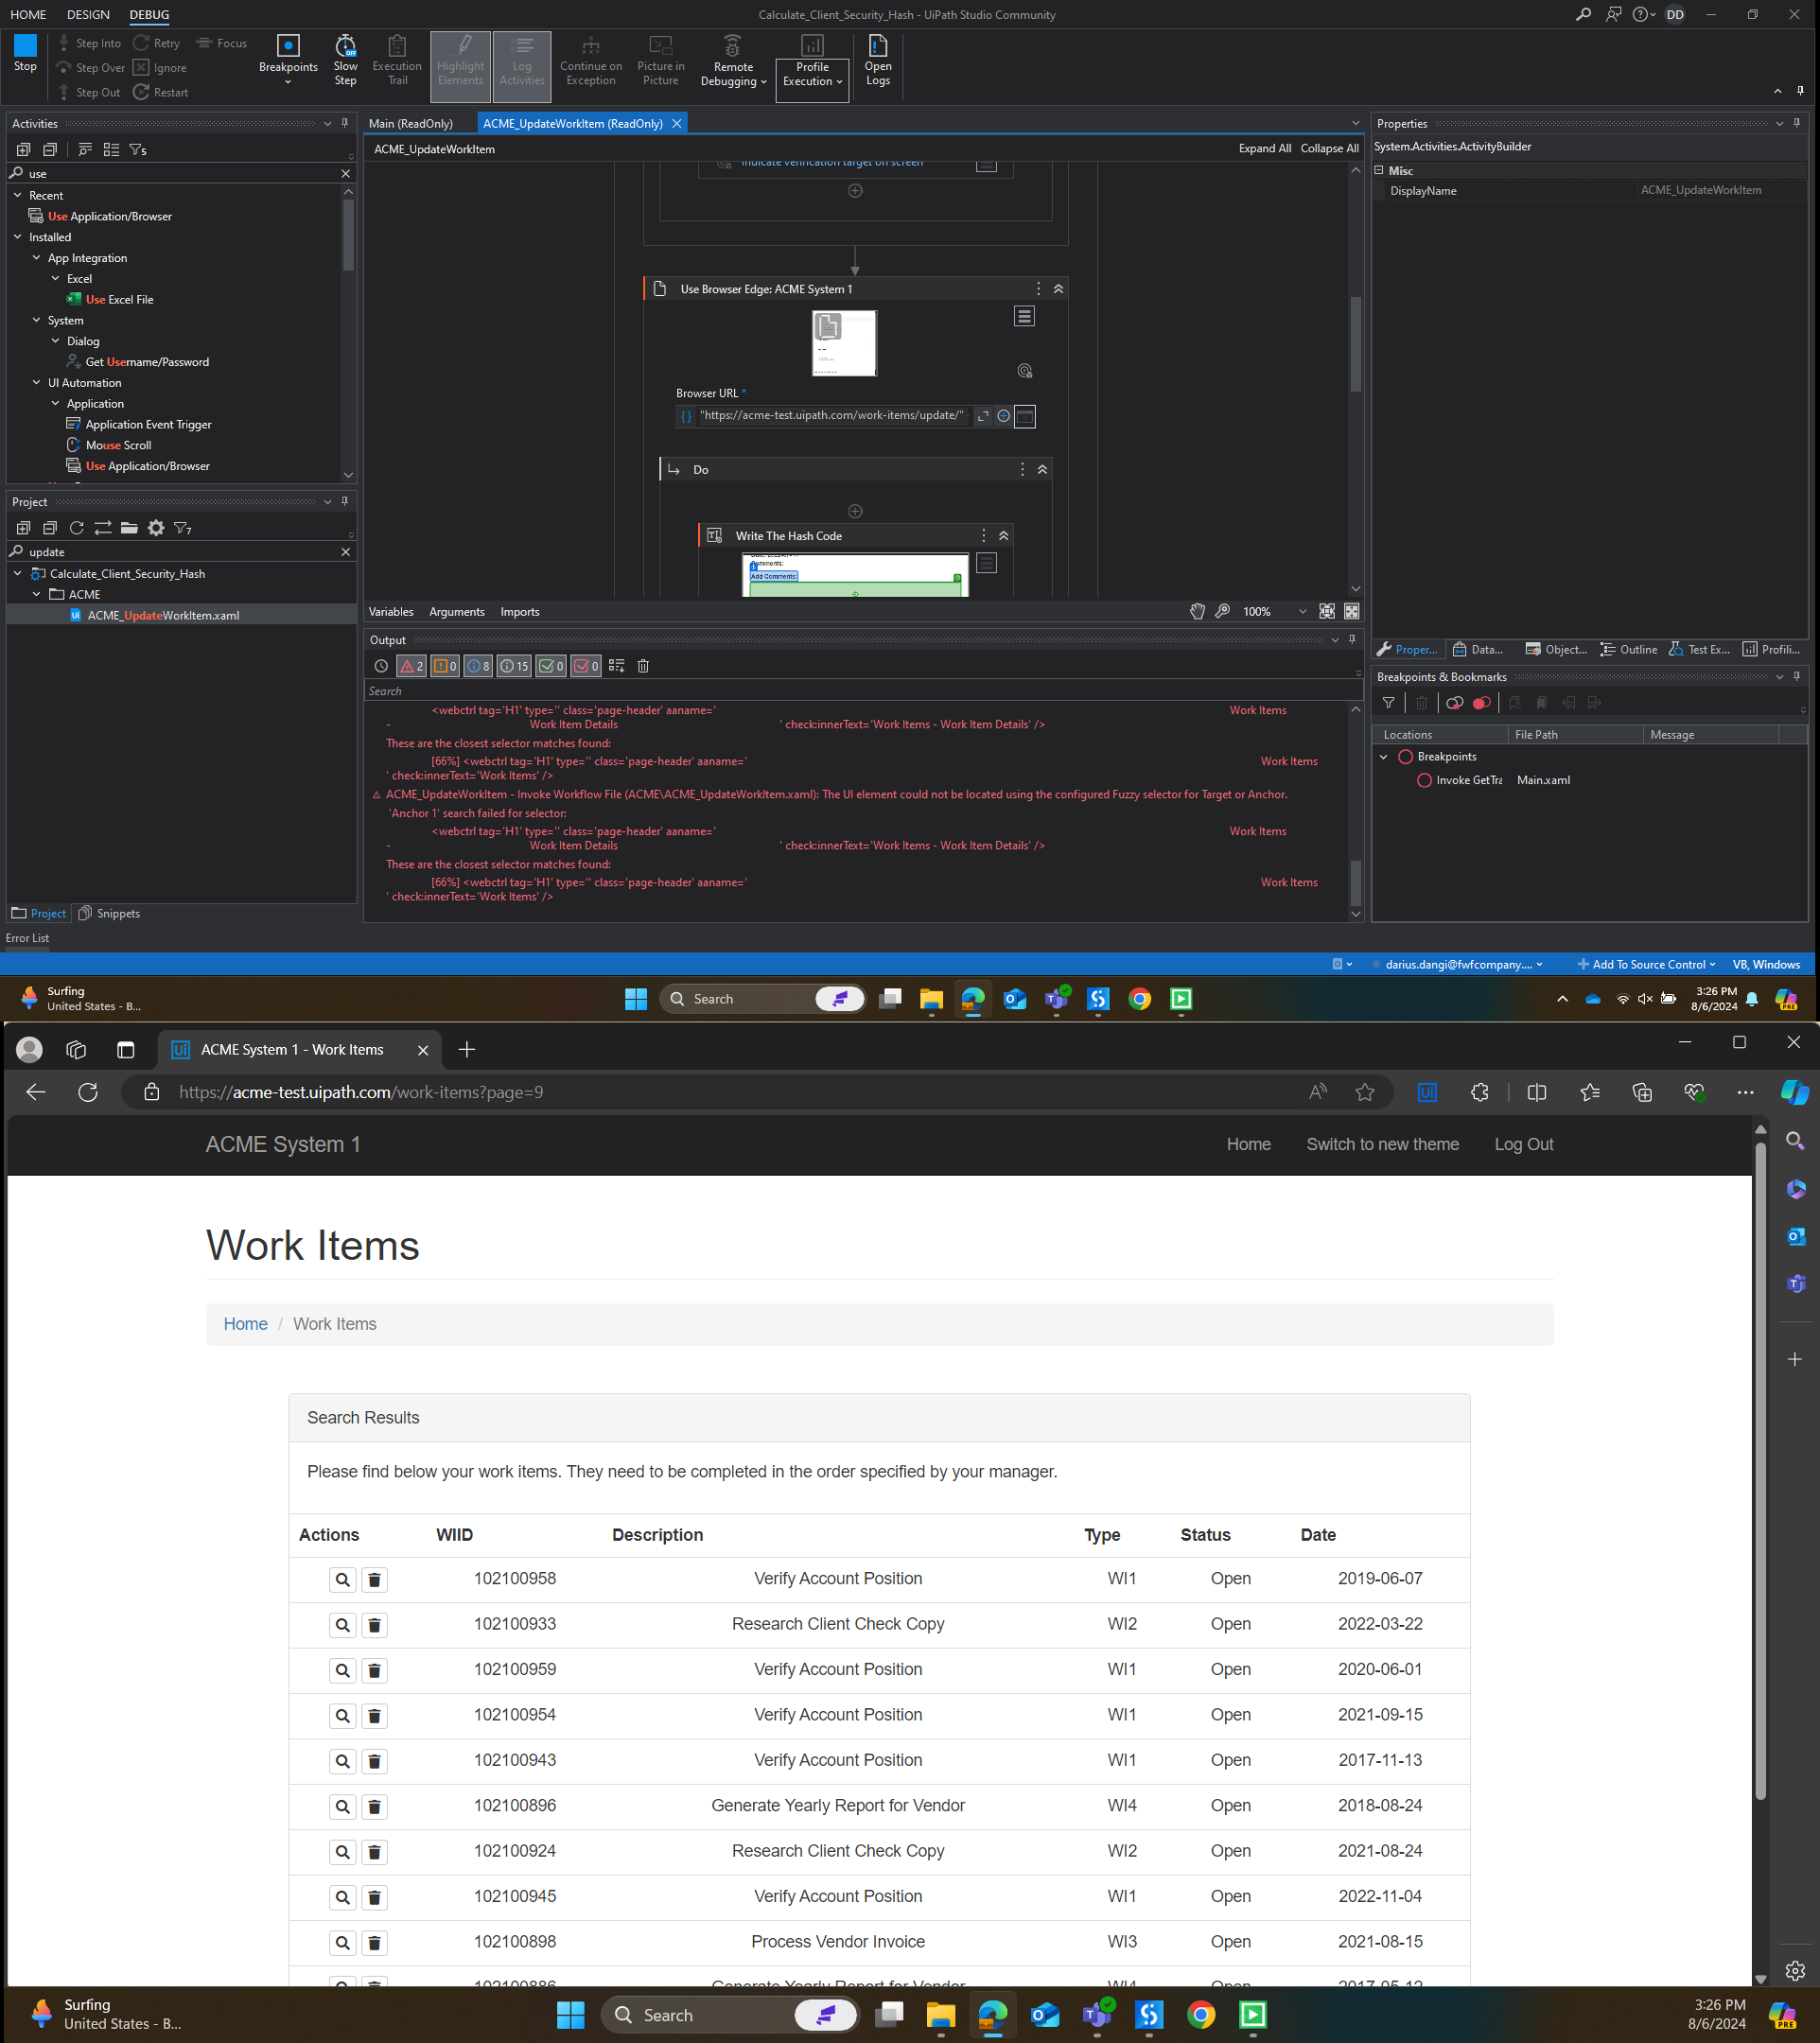 HOME DESIGN DEBUG
Calculate_Client_Security_Hash - UiPath Studio Community
DD
Stop
Step Into Retry Focus
Step Over Ignore
Step Out Restart
Breakpoints
Slow Step
Execution Trail
Highlight Elements
Log Activities
Continue on Exception
Picture in Picture
Remote Debugging
Profile Execution
Open Logs
Activities
5
use
Recent
Use Application/Browser
Installed
App Integration
Excel
Use Excel File
System
Dialog
Get Username/Password
UI Automation
Application
Application Event Trigger
Mouse Scroll
Use Application/Browser
Project
7
update
Calculate_Client_Security_Hash
ACME
ACME_UpdateWorkItem.xaml
Project Snippets
Error List
Main (ReadOnly) ACME_UpdateWorkItem (ReadOnly)
ACME_UpdateWorkItem Expand All Collapse All
Indicate verification target on screen
Use Browser Edge: ACME System 1
Browser URL *
"https://acme-test.uipath.com/work-items/update/"
Do
Write The Hash Code
Comments:
Add Comments:
Variables Arguments Imports 100%
Output
2 0 8 15 0 0
Search
<webctrl tag='H1' type='' class='page-header' aaname=' Work Items
- Work Item Details ' check:innerText='Work Items - Work Item Details' />
These are the closest selector matches found:
[66%] <webctrl tag='H1' type='' class='page-header' aaname=' Work Items
' check:innerText='Work Items' />
ACME_UpdateWorkItem - Invoke Workflow File (ACME\ACME_UpdateWorkItem.xaml): The UI element could not be located using the configured Fuzzy selector for Target or Anchor.
'Anchor 1' search failed for selector:
<webctrl tag='H1' type='' class='page-header' aaname=' Work Items
- Work Item Details ' check:innerText='Work Items - Work Item Details' />
These are the closest selector matches found:
[66%] <webctrl tag='H1' type='' class='page-header' aaname=' Work Items
' check:innerText='Work Items' />
Properties
System.Activities.ActivityBuilder
Misc
DisplayName ACME_UpdateWorkItem
Proper... Data... Object... Outline Test Ex... Profili...
Breakpoints & Bookmarks
Locations File Path Message
Breakpoints
Invoke GetTra Main.xaml
darius.dangi@fwfcompany.... Add To Source Control VB, Windows
Surfing
United States - B...
Search
3:26 PM
8/6/2024
ACME System 1 - Work Items
https://acme-test.uipath.com/work-items?page=9
ACME System 1 Home Switch to new theme Log Out
Work Items
Home / Work Items
Search Results
Please find below your work items. They need to be completed in the order specified by your manager.
Actions WIID Description Type Status Date
102100958 Verify Account Position WI1 Open 2019-06-07
102100933 Research Client Check Copy WI2 Open 2022-03-22
102100959 Verify Account Position WI1 Open 2020-06-01
102100954 Verify Account Position WI1 Open 2021-09-15
102100943 Verify Account Position WI1 Open 2017-11-13
102100896 Generate Yearly Report for Vendor WI4 Open 2018-08-24
102100924 Research Client Check Copy WI2 Open 2021-08-24
102100945 Verify Account Position WI1 Open 2022-11-04
102100898 Process Vendor Invoice WI3 Open 2021-08-15
102100886 Generate Yearly Report for Vendor WI4 Open 2017-05-12
Surfing
United States - B...
Search
3:26 PM
8/6/2024